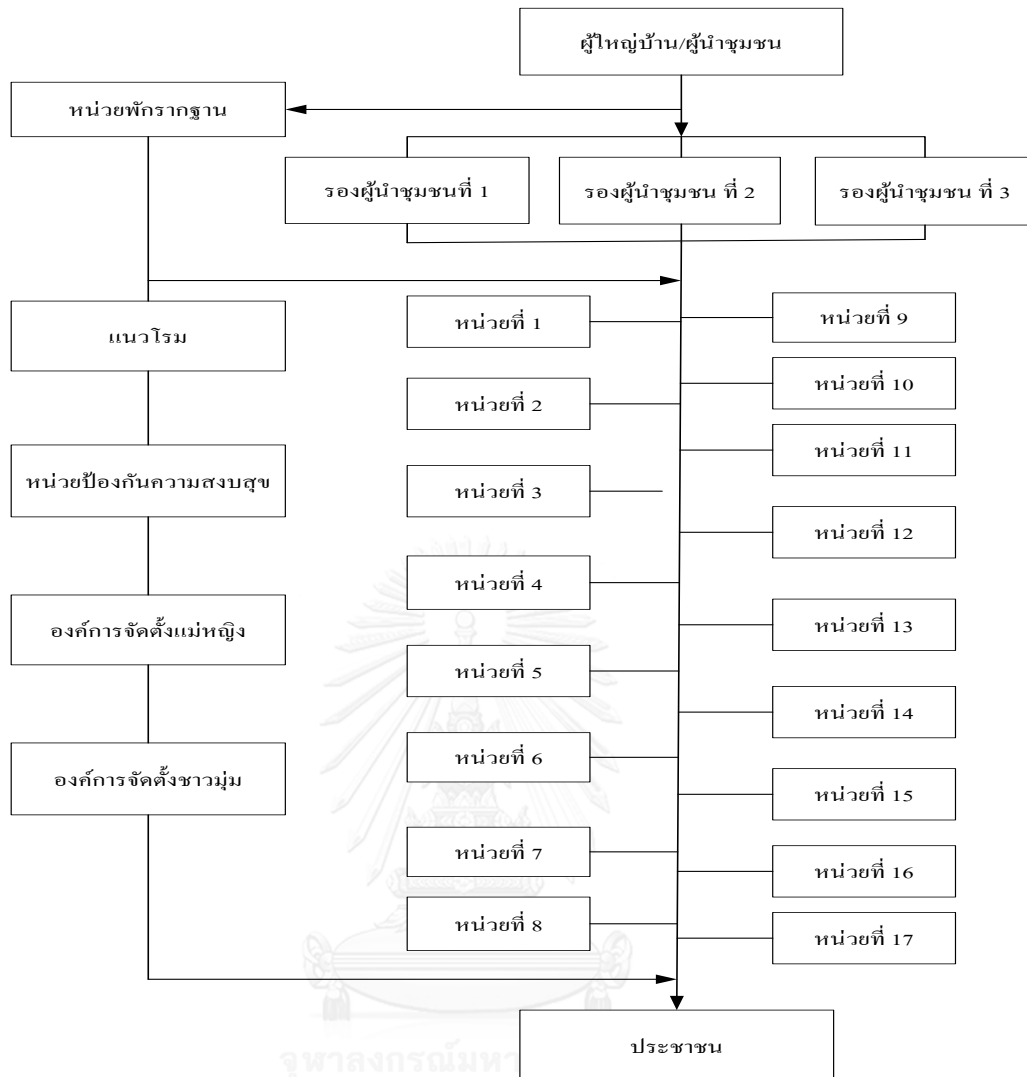 ผู้ใหญ่บ้าน/ผู้นำชุมชน
หน่วยพักรากฐาน
รองผู้นำชุมชนที่ 1
รองผู้นำชุมชน ที่ 2
รองผู้นำชุมชน ที่ 3
แนวโรม
หน่วยป้องกันความสงบสุข
องค์การจัดตั้งแม่หญิง
องค์การจัดตั้งชาวมุ่ม
หน่วยที่ 1
หน่วยที่ 2
หน่วยที่ 3
หน่วยที่ 4
หน่วยที่ 5
หน่วยที่ 6
หน่วยที่ 7
หน่วยที่ 8
หน่วยที่ 9
หน่วยที่ 10
หน่วยที่ 11
หน่วยที่ 12
หน่วยที่ 13
หน่วยที่ 14
หน่วยที่ 15
หน่วยที่ 16
หน่วยที่ 17
ประชาชน
จุฬาลงกรณ์มหา